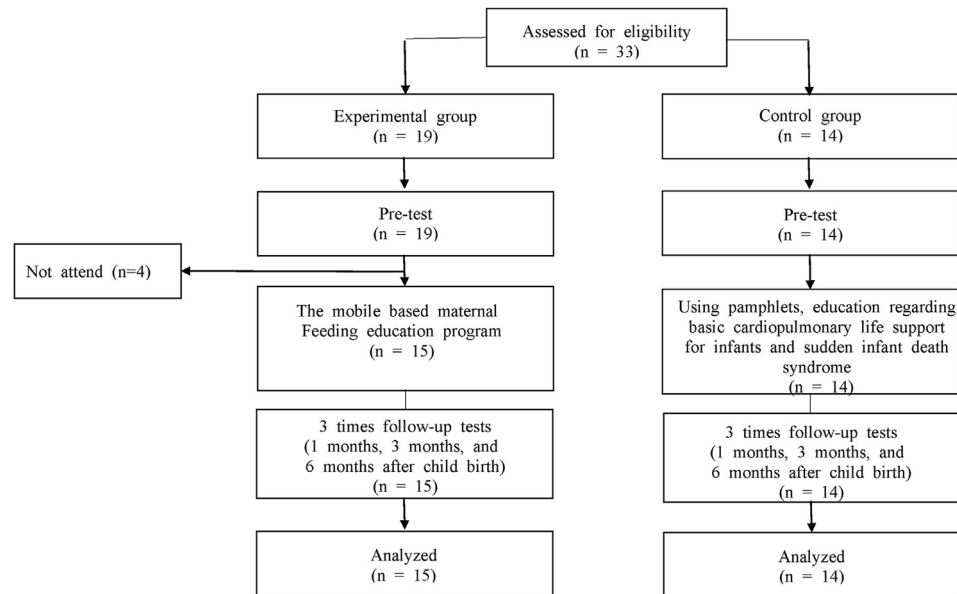 Assessed for eligibility
(n = 33)
Experimental group
(n = 19)
Control group
(n = 14)
Pre-test
(n = 19)
Pre-test
(n = 14)
Not attend (n=4)
The mobile based maternal
Feeding education program
(n = 15)
Using pamphlets, education regarding
basic cardiopulmonary life support
for infants and sudden infant death
syndrome
(n = 14)
3 times follow-up tests
(1 months, 3 months, and
6 months after child birth)
(n = 15)
3 times follow-up tests
(1 months, 3 months, and
6 months after child birth)
(n = 14)
Analyzed
(n = 15)
Analyzed
(n = 14)